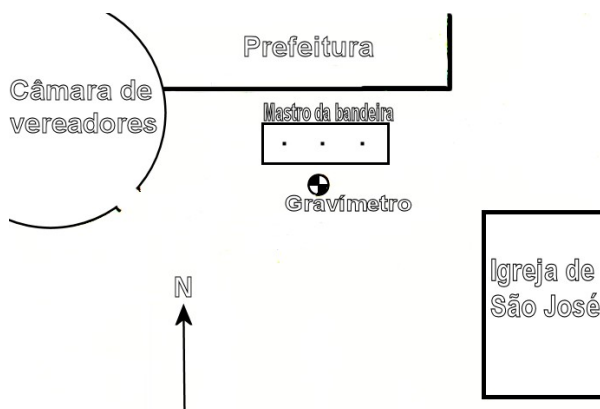 Prefeitura
Câmara de
vereadores
Mastro da bandeira
Gravímetro
N
Igreja de
São José